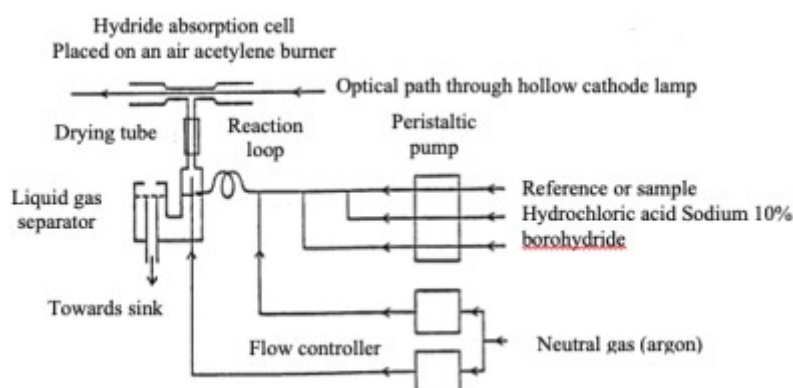 Hydride absorption cell
Placed on an air acetylene burner
Optical path through hollow cathode lamp
Drying tube
Reaction
loop
Peristaltic
pump
Liquid gas
separator
Reference or sample
Hydrochloric acid Sodium 10%
borohydride
Towards sink
Flow controller
Neutral gas (argon)